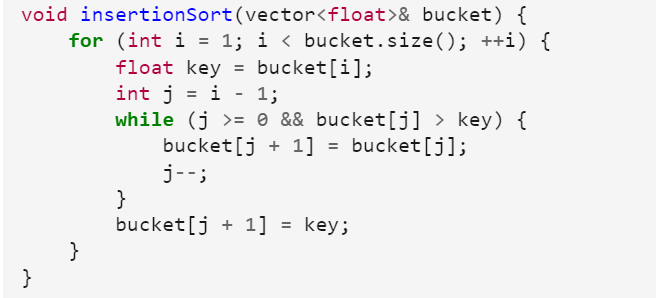 void insertionSort(vector<float>& bucket) {
    for (int i = 1; i < bucket.size(); ++i) {
        float key = bucket[i];
        int j = i - 1;
        while (j >= 0 && bucket[j] > key) {
            bucket[j + 1] = bucket[j];
            j--;
        }
        bucket[j + 1] = key;
    }
}